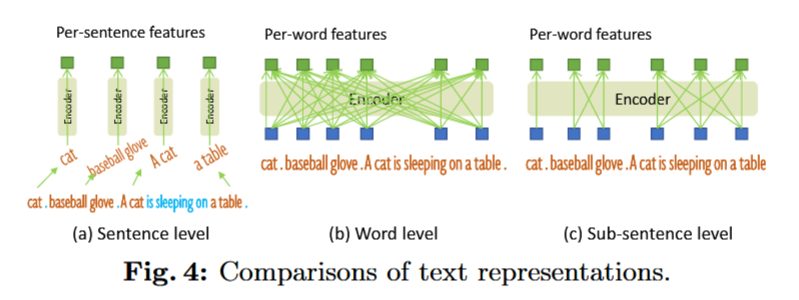 Per-sentence features
Encoder
Encoder
Encoder
Encoder
cat
baseball glove
A cat
a table
cat . baseball glove .A cat is sleeping on a table .
(a) Sentence level
Per-word features
Encoder
cat . baseball glove .A cat is sleeping on a table .
(b) Word level
Per-word features
Encoder
cat . baseball glove .A cat is sleeping on a table
(c) Sub-sentence level
Fig. 4: Comparisons of text representations.